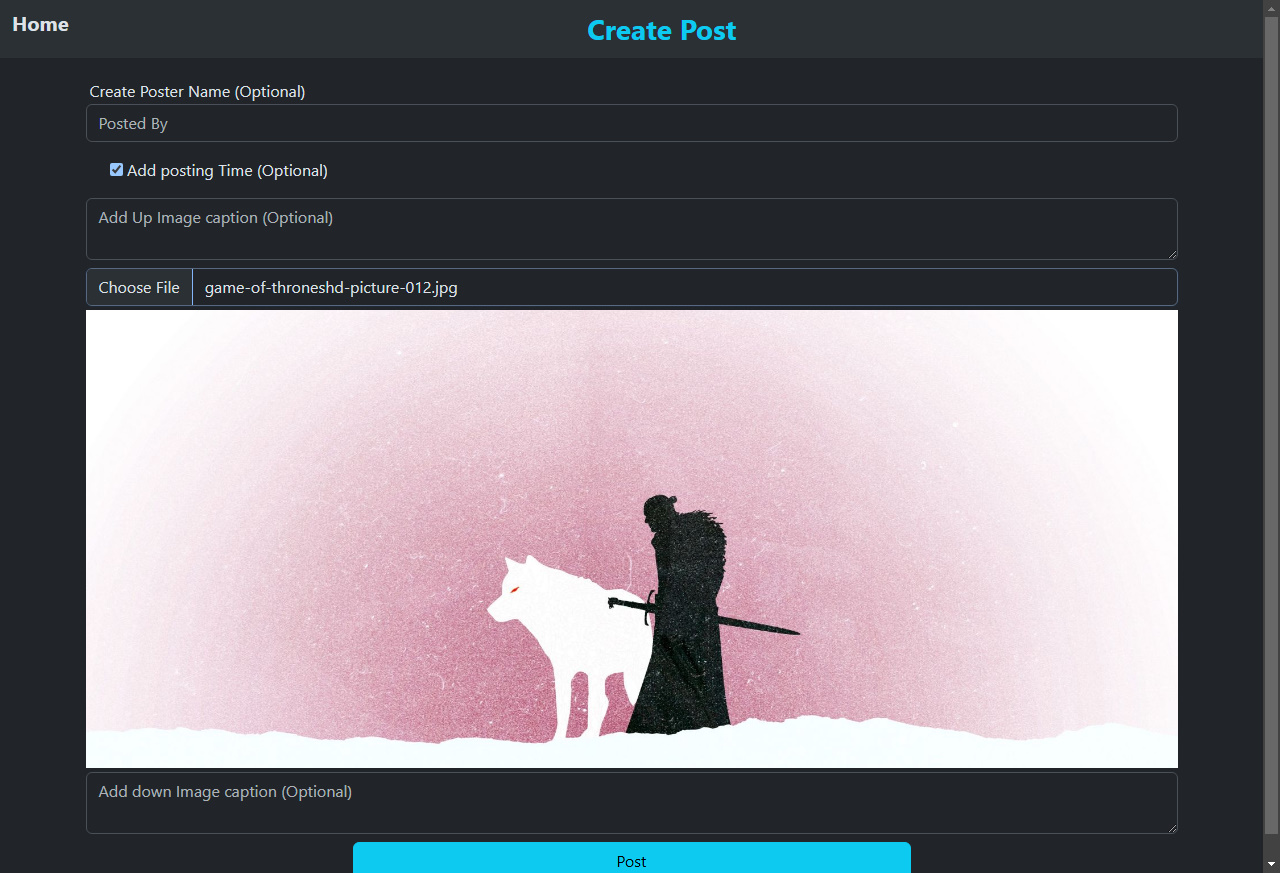 Home
Create Post
Create Poster Name (Optional)
Posted By
Add posting Time (Optional)
Add Up Image caption (Optional)
Choose File game-of-throneshd-picture-012.jpg
Add down Image caption (Optional)
Post